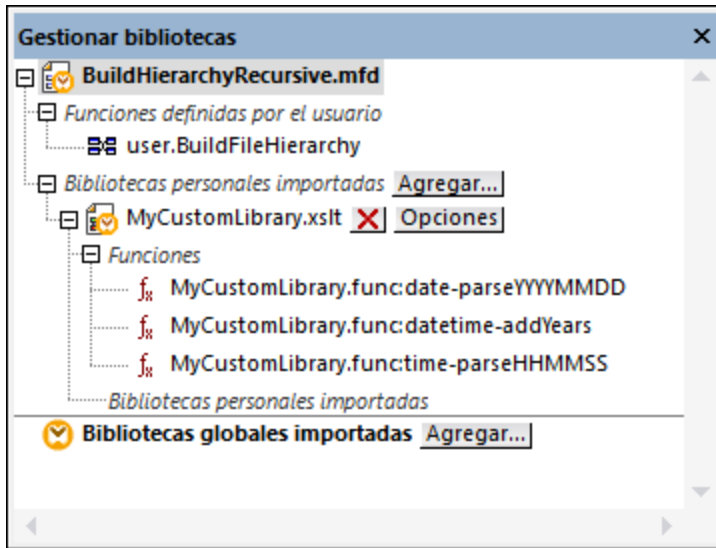 Gestionar bibliotecas
BuildHierarchyRecursive.mfd
Funciones definidas por el usuario
user.BuildFileHierarchy
Bibliotecas personales importadas Agregar...
MyCustomLibrary.xslt Opciones
Funciones
MyCustomLibrary.func:date-parseYYYYMMDD
MyCustomLibrary.func:datetime-addYears
MyCustomLibrary.func:time-parseHHMMSS
Bibliotecas personales importadas
Bibliotecas globales importadas Agregar...